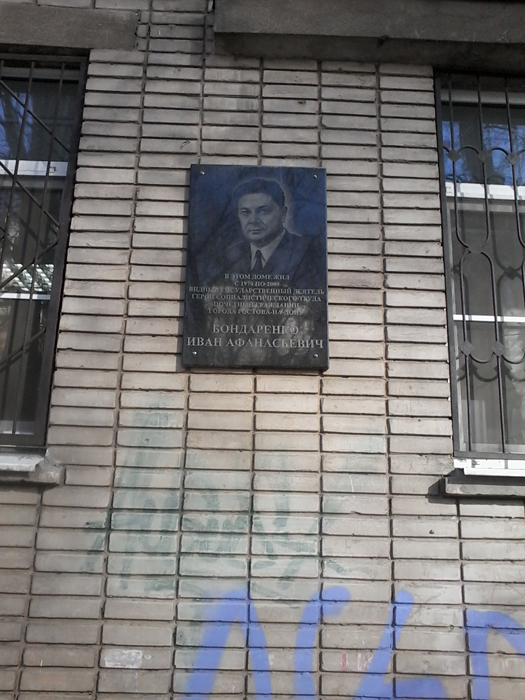 В ЭТОМ ДОМЕ ЖИЛ
С 1978 ПО 2009
ВИДНЫЙ ГОСУДАРСТВЕННЫЙ ДЕЯТЕЛЬ
ГЕРОЙ СОЦИАЛИСТИЧЕСКОГО ТРУДА
ПОЧЕТНЫЙ ГРАЖДАНИН
ГОРОДА РОСТОВА-НА-ДОНУ
БОНДАРЕНКО
ИВАН АФАНАСЬЕВИЧ